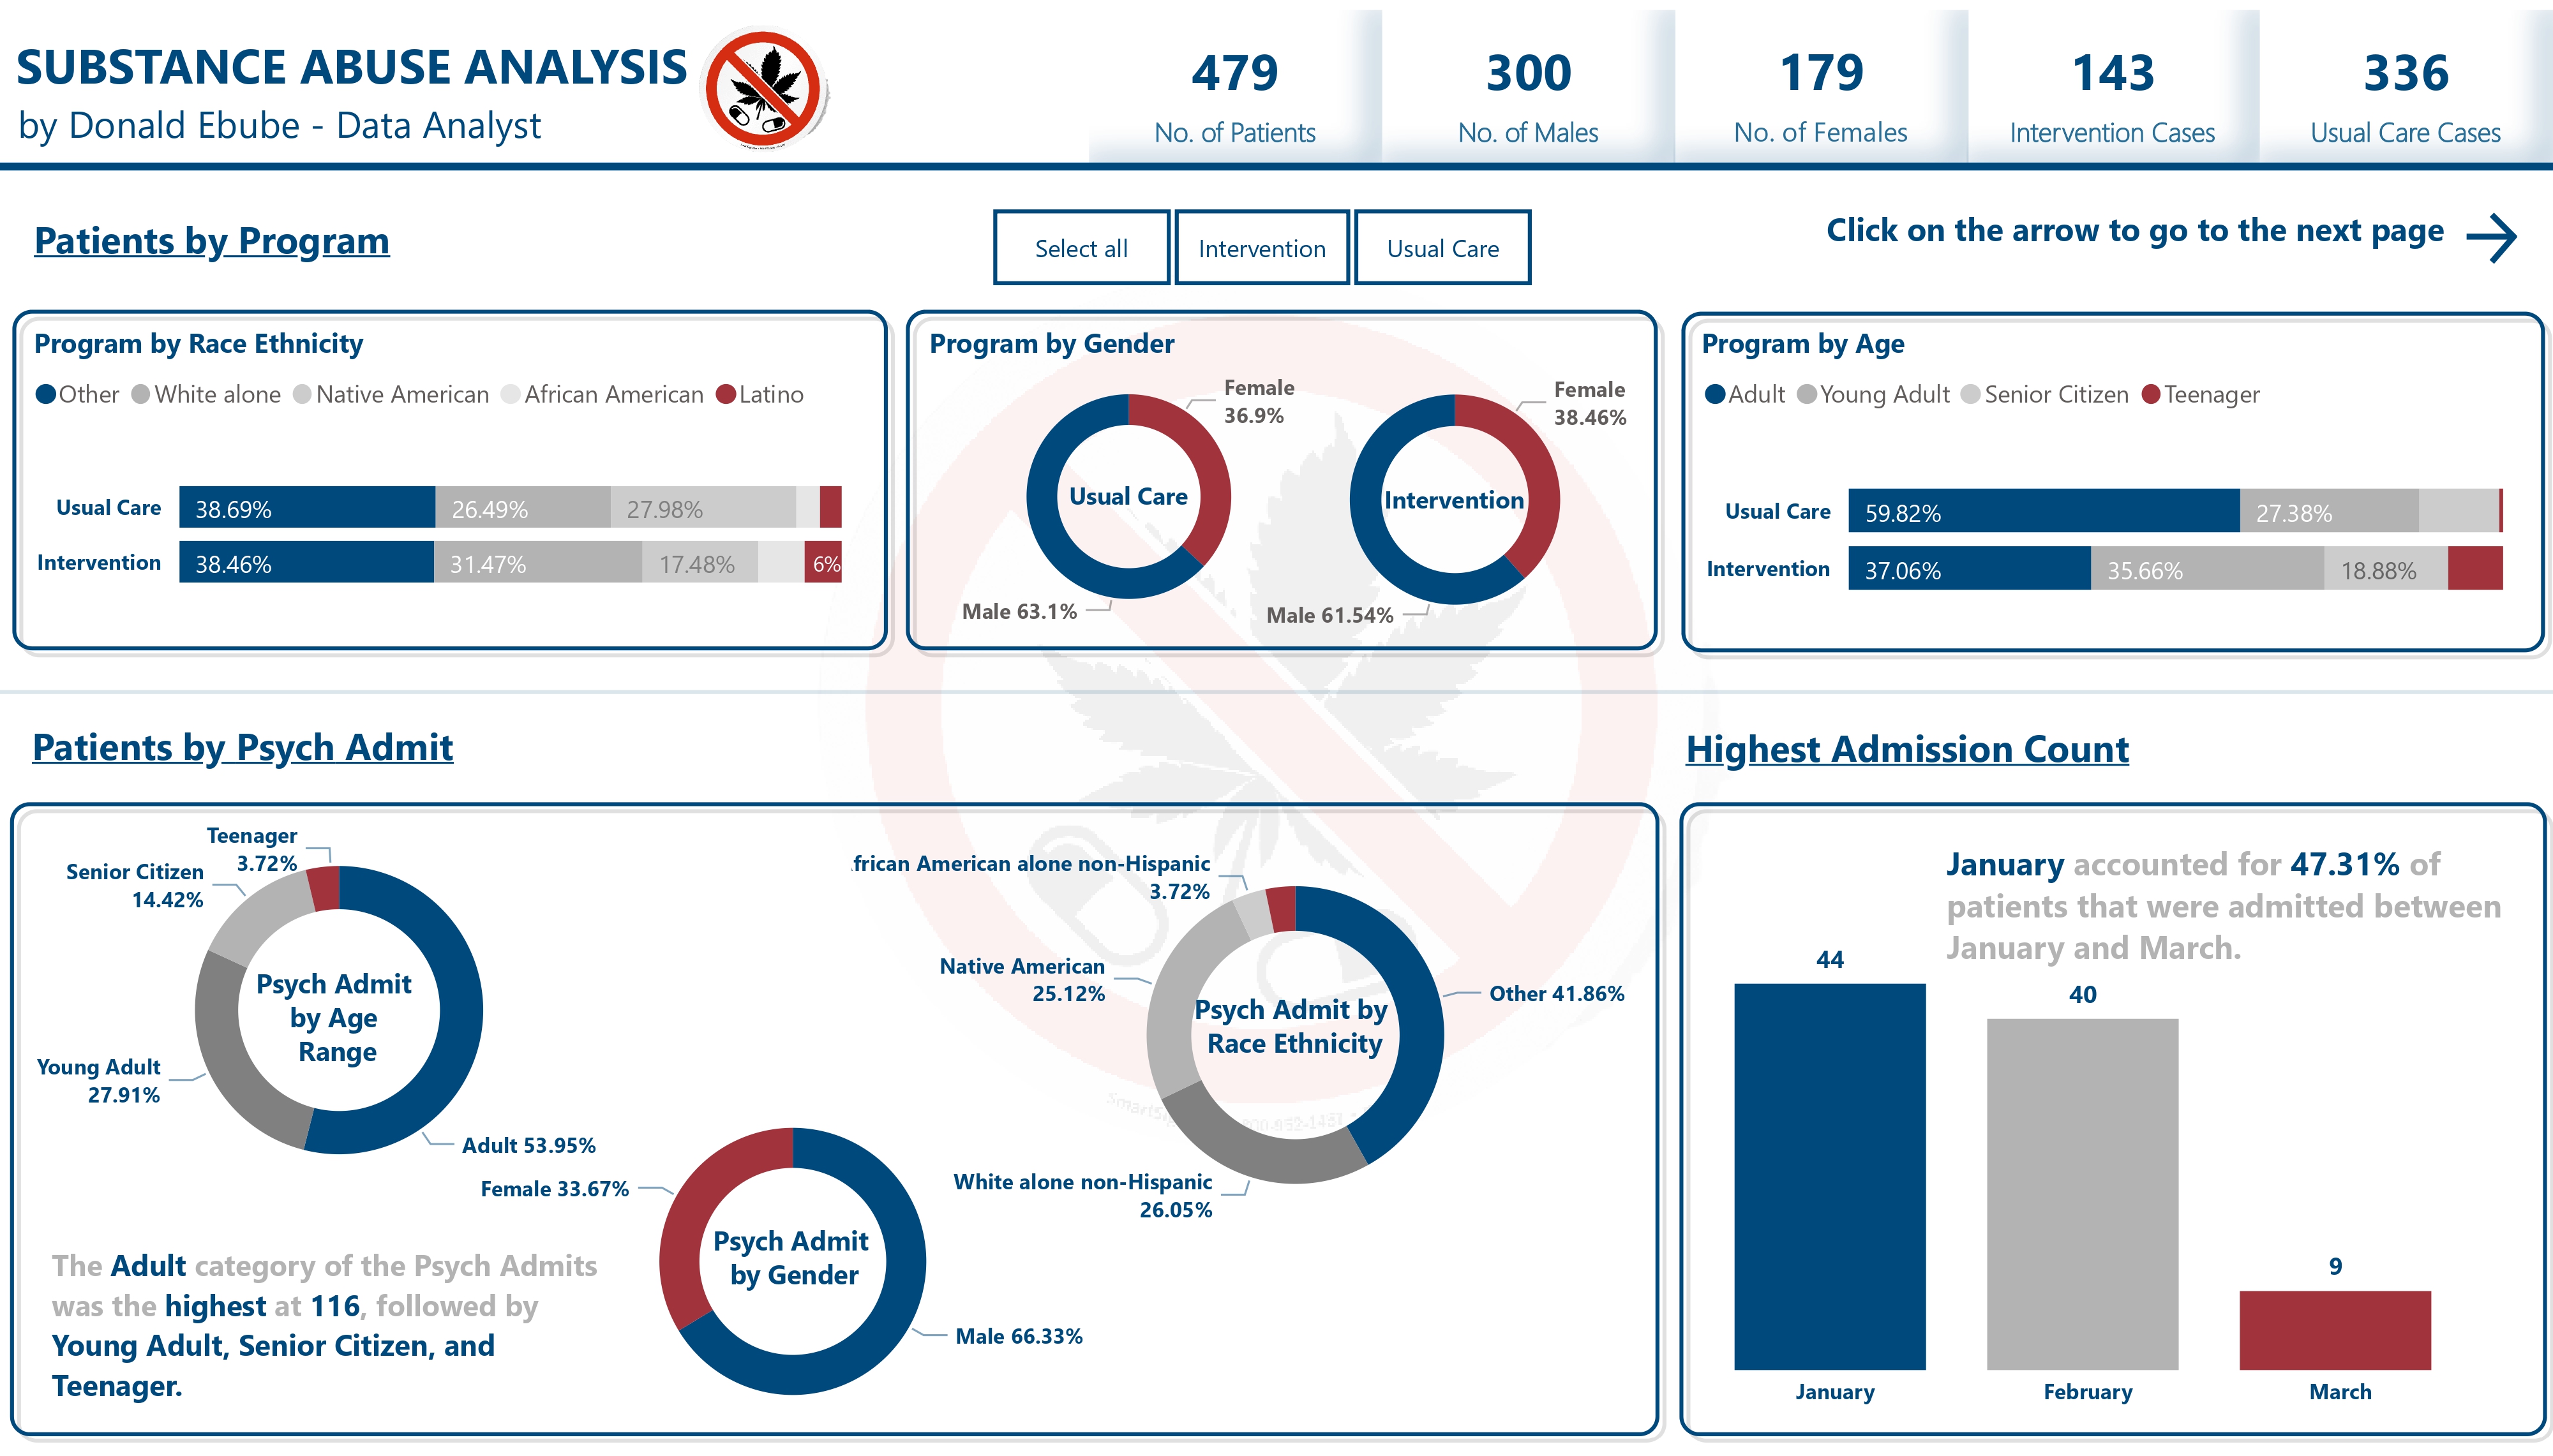 SUBSTANCE ABUSE ANALYSIS
by Donald Ebube - Data Analyst
479
No. of Patients
300
No. of Males
179
No. of Females
143
Intervention Cases
336
Usual Care Cases
Patients by Program
Select all
Intervention
Usual Care
Click on the arrow to go to the next page
Program by Race Ethnicity
Other White alone Native American African American Latino
Usual Care 38.69% 26.49% 27.98%
Intervention 38.46% 31.47% 17.48% 6%
Program by Gender
Female
36.9%
Usual Care
Male 63.1%
Female
38.46%
Intervention
Male 61.54%
Program by Age
Adult Young Adult Senior Citizen Teenager
Usual Care 59.82% 27.38%
Intervention 37.06% 35.66% 18.88%
Patients by Psych Admit
Teenager
3.72%
Senior Citizen
14.42%
Young Adult
27.91%
Adult 53.95%
Psych Admit
by Age
Range
The Adult category of the Psych Admits
was the highest at 116, followed by
Young Adult, Senior Citizen, and
Teenager.
Female 33.67%
Psych Admit
by Gender
Male 66.33%
frican American alone non-Hispanic
3.72%
Native American
25.12%
Other 41.86%
Psych Admit by
Race Ethnicity
White alone non-Hispanic
26.05%
Highest Admission Count
January accounted for 47.31% of
patients that were admitted between
January and March.
44
40
9
January
February
March